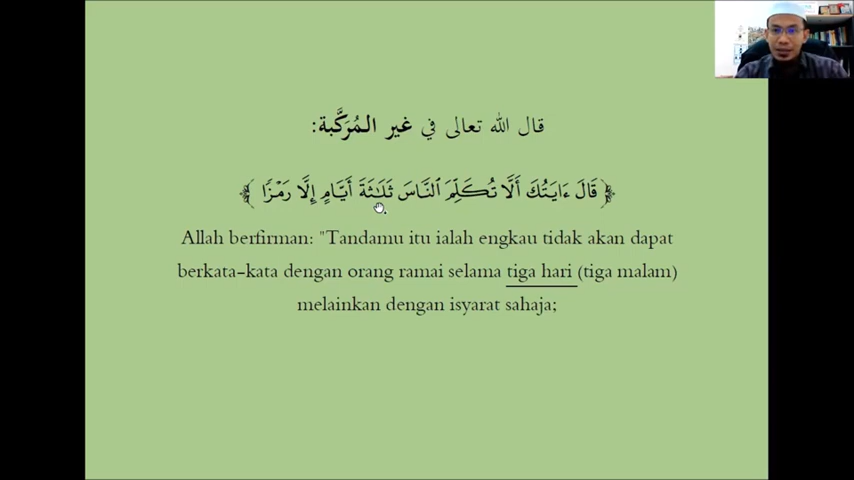 قال الله تعالى في غير المُرَكَّبة:
﴿ قَالَ ءَايَتُكَ أَلَّا تُكَلِّمَ ٱلنَّاسَ ثَلَـٰثَةَ أَيَّامٍ إِلَّا رَمْزًا ﴾
Allah berfirman: "Tandamu itu ialah engkau tidak akan dapat
berkata-kata dengan orang ramai selama tiga hari (tiga malam)
melainkan dengan isyarat sahaja;